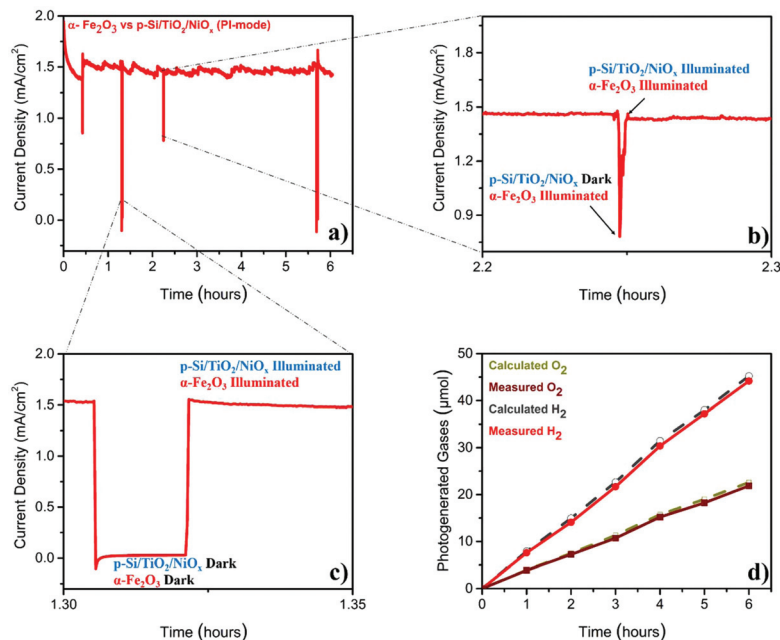 α- Fe₂O₃ vs p-Si/TiO₂/NiOₓ (PI-mode)
Current Density (mA/cm²)
2.0
1.5
1.0
0.5
0.0
0 1 2 3 4 5 6
Time (hours)
a)
p-Si/TiO₂/NiOₓ Illuminated
α-Fe₂O₃ Illuminated
p-Si/TiO₂/NiOₓ Dark
α-Fe₂O₃ Illuminated
Current Density (mA/cm²)
1.8
1.5
1.2
0.9
2.2 2.3
Time (hours)
b)
p-Si/TiO₂/NiOₓ Illuminated
α-Fe₂O₃ Illuminated
p-Si/TiO₂/NiOₓ Dark
α-Fe₂O₃ Dark
Current Density (mA/cm²)
2.0
1.5
1.0
0.5
0.0
1.30 1.35
Time (hours)
c)
Calculated O₂
Measured O₂
Calculated H₂
Measured H₂
Photogenerated Gases (µmol)
50
40
30
20
10
0
0 1 2 3 4 5 6
Time (hours)
d)